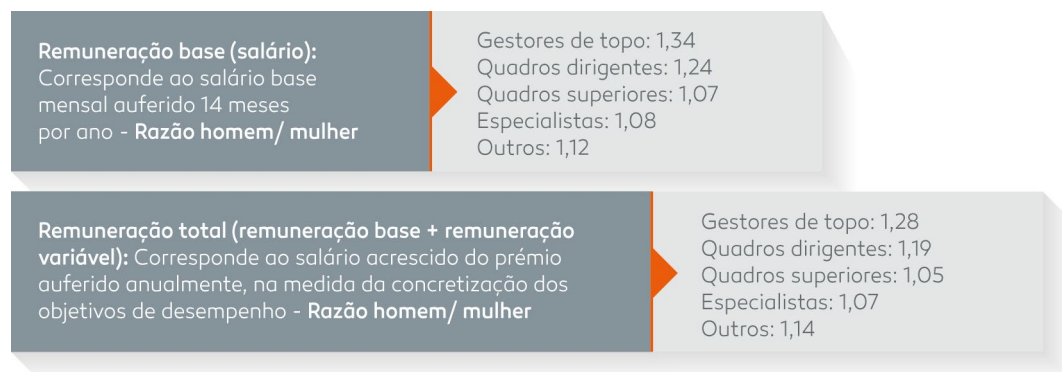 Remuneração base (salário):
Corresponde ao salário base
mensal auferido 14 meses
por ano - Razão homem/ mulher
Gestores de topo: 1,34
Quadros dirigentes: 1,24
Quadros superiores: 1,07
Especialistas: 1,08
Outros: 1,12
Remuneração total (remuneração base + remuneração
variável): Corresponde ao salário acrescido do prémio
auferido anualmente, na medida da concretização dos
objetivos de desempenho - Razão homem/ mulher
Gestores de topo: 1,28
Quadros dirigentes: 1,19
Quadros superiores: 1,05
Especialistas: 1,07
Outros: 1,14